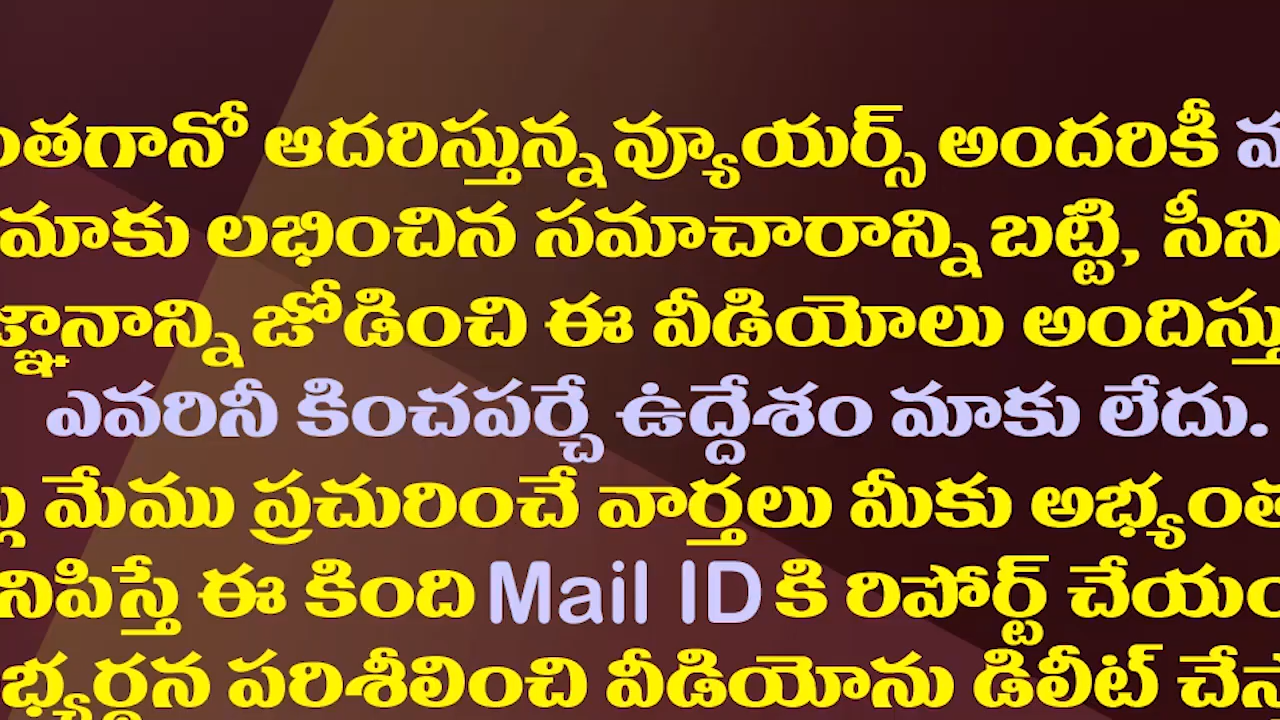 ంతగానో ఆదరిస్తున్న వ్యూయర్స్ అందరికీ
మాకు లభించిన సమాచారాన్ని బట్టి, సీని
జ్ఞానాన్ని జోడించి ఈ వీడియోలు అందిస్తు
ఎవరినీ కించపర్చే ఉద్దేశం మాకు లేదు.
మేము ప్రచురించే వార్తలు మీకు అభ్యంత
నిపిస్తే ఈ కింది Mail ID కి రిపోర్ట్ చేయం
భ్యర్థన పరిశీలించి వీడియోను డిలీట్ చేస